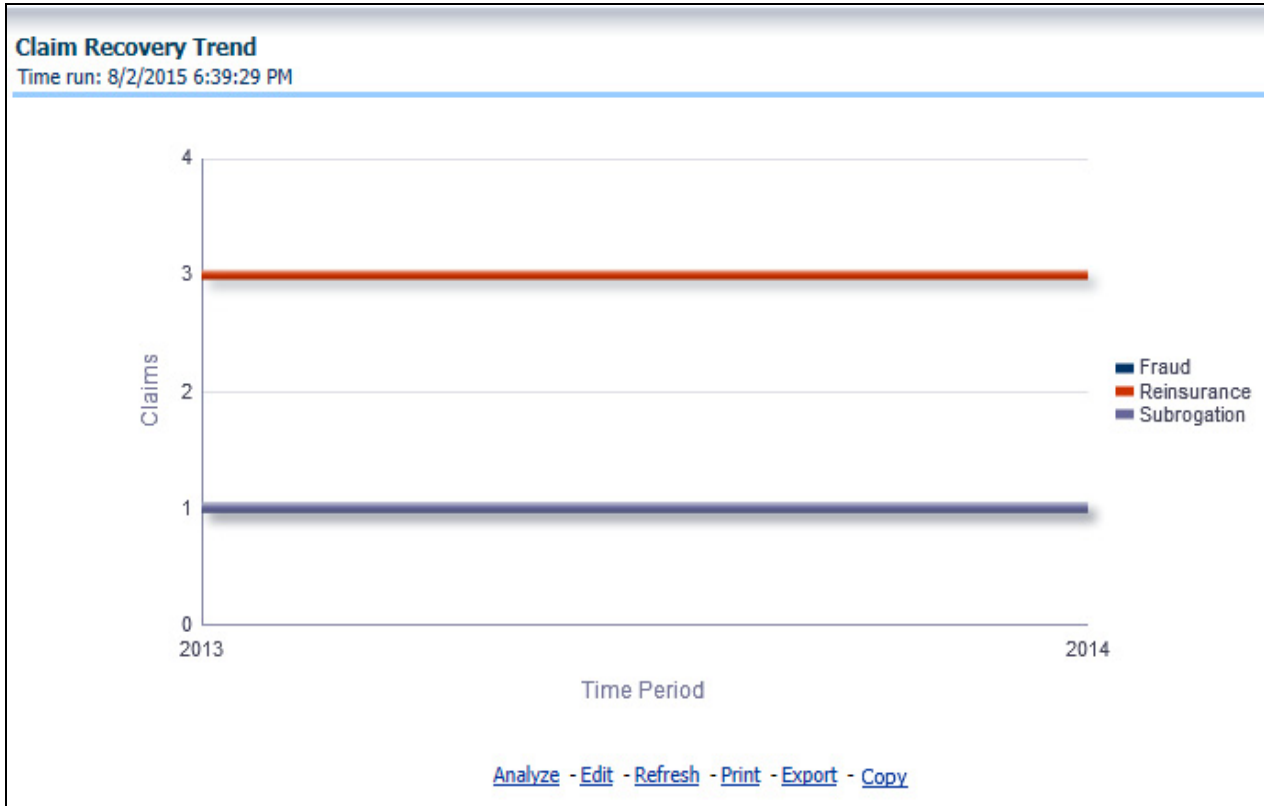 Claim Recovery Trend
Time run: 8/2/2015 6:39:29 PM
4
3
2
1
0
Claims
2013
2014
Time Period
Fraud
Reinsurance
Subrogation
Analyze - Edit - Refresh - Print - Export - Copy